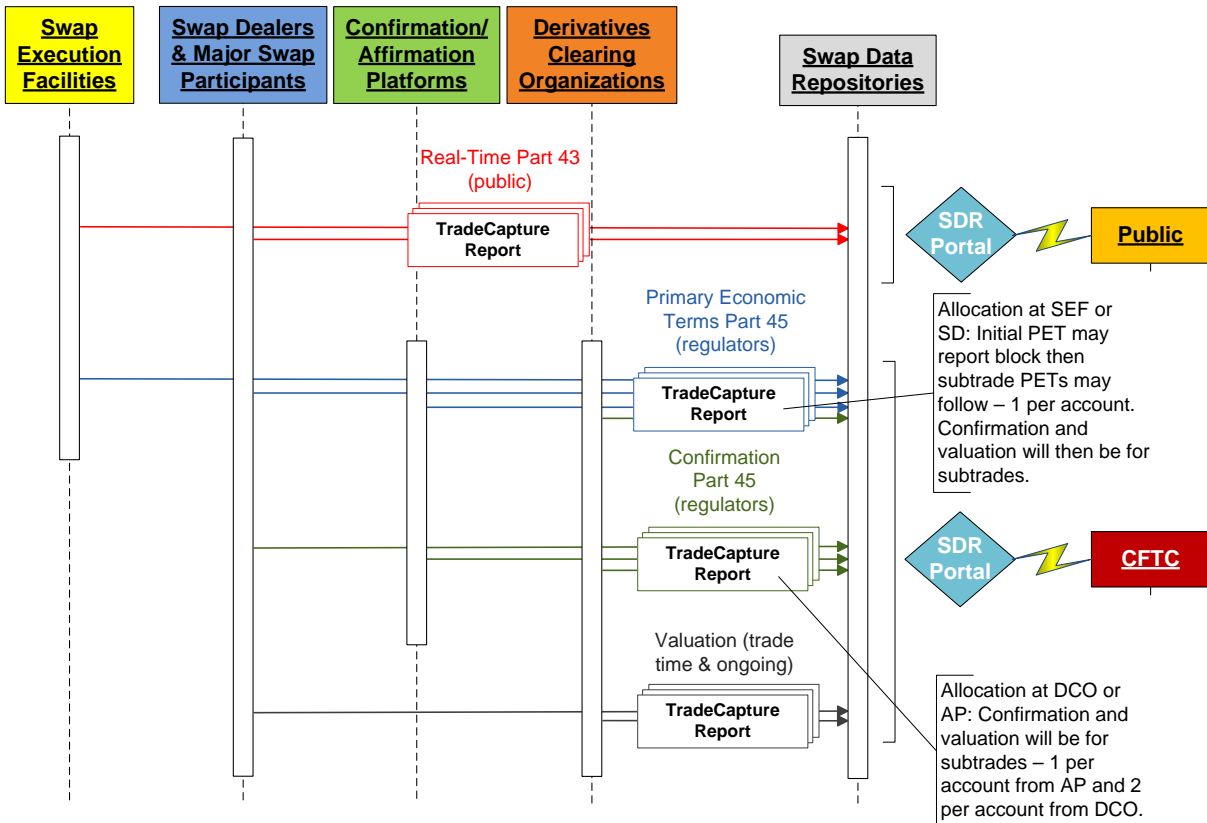 Swap
Execution
Facilities
Swap Dealers
& Major Swap
Participants
Confirmation/
Affirmation
Platforms
Derivatives
Clearing
Organizations
Swap Data
Repositories
Real-Time Part 43
(public)
TradeCapture
Report
SDR
Portal
Public
Primary Economic
Terms Part 45
(regulators)
TradeCapture
Report
Allocation at SEF or
SD: Initial PET may
report block then
subtrade PETs may
follow – 1 per account.
Confirmation and
valuation will then be for
subtrades.
Confirmation
Part 45
(regulators)
TradeCapture
Report
SDR
Portal
CFTC
Valuation (trade
time & ongoing)
TradeCapture
Report
Allocation at DCO or
AP: Confirmation and
valuation will be for
subtrades – 1 per
account from AP and 2
per account from DCO.